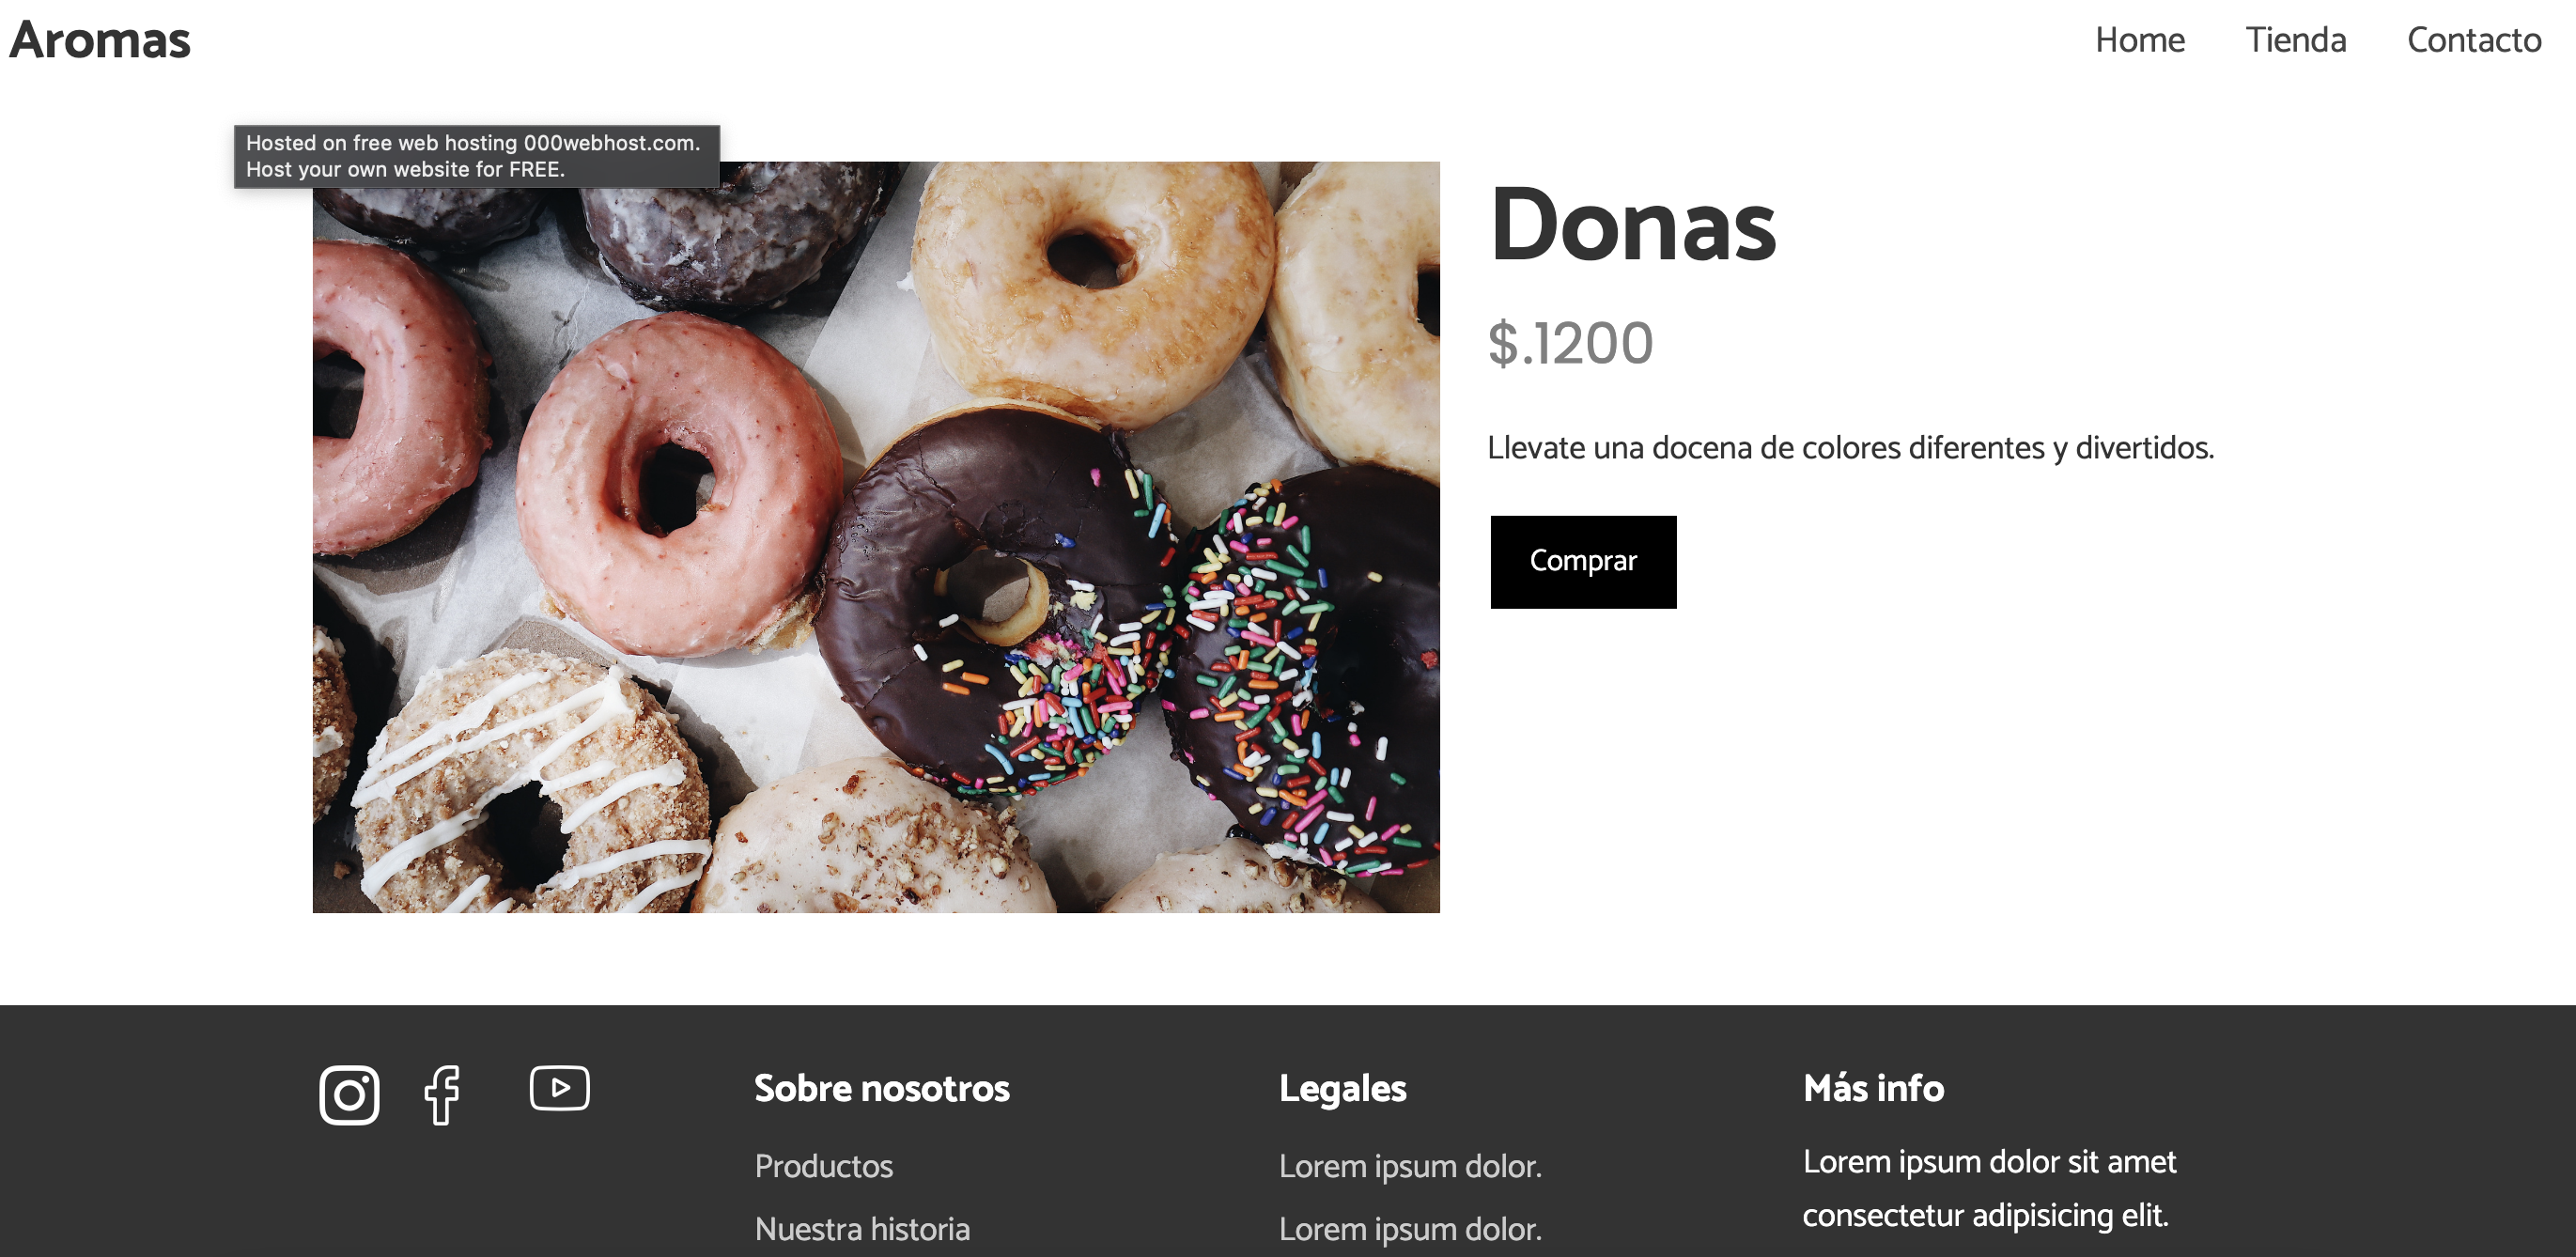 Aromas
Home
Tienda
Contacto
Hosted on free web hosting 000webhost.com.
Host your own website for FREE.
Donas
$.1200
Llevate una docena de colores diferentes y divertidos.
Comprar
Sobre nosotros
Productos
Nuestra historia
Legales
Lorem ipsum dolor.
Lorem ipsum dolor.
Más info
Lorem ipsum dolor sit amet
consectetur adipisicing elit.